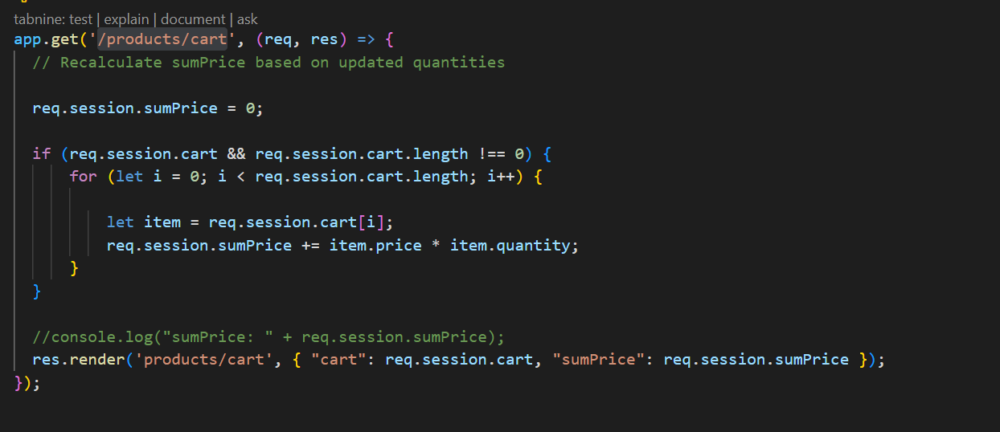 tabnine: test | explain | document | ask
app.get('/products/cart', (req, res) => {
  // Recalculate sumPrice based on updated quantities
  req.session.sumPrice = 0;
  if (req.session.cart && req.session.cart.length !== 0) {
      for (let i = 0; i < req.session.cart.length; i++) {
          let item = req.session.cart[i];
          req.session.sumPrice += item.price * item.quantity;
      }
  }
  //console.log("sumPrice: " + req.session.sumPrice);
  res.render('products/cart', { "cart": req.session.cart, "sumPrice": req.session.sumPrice });
});